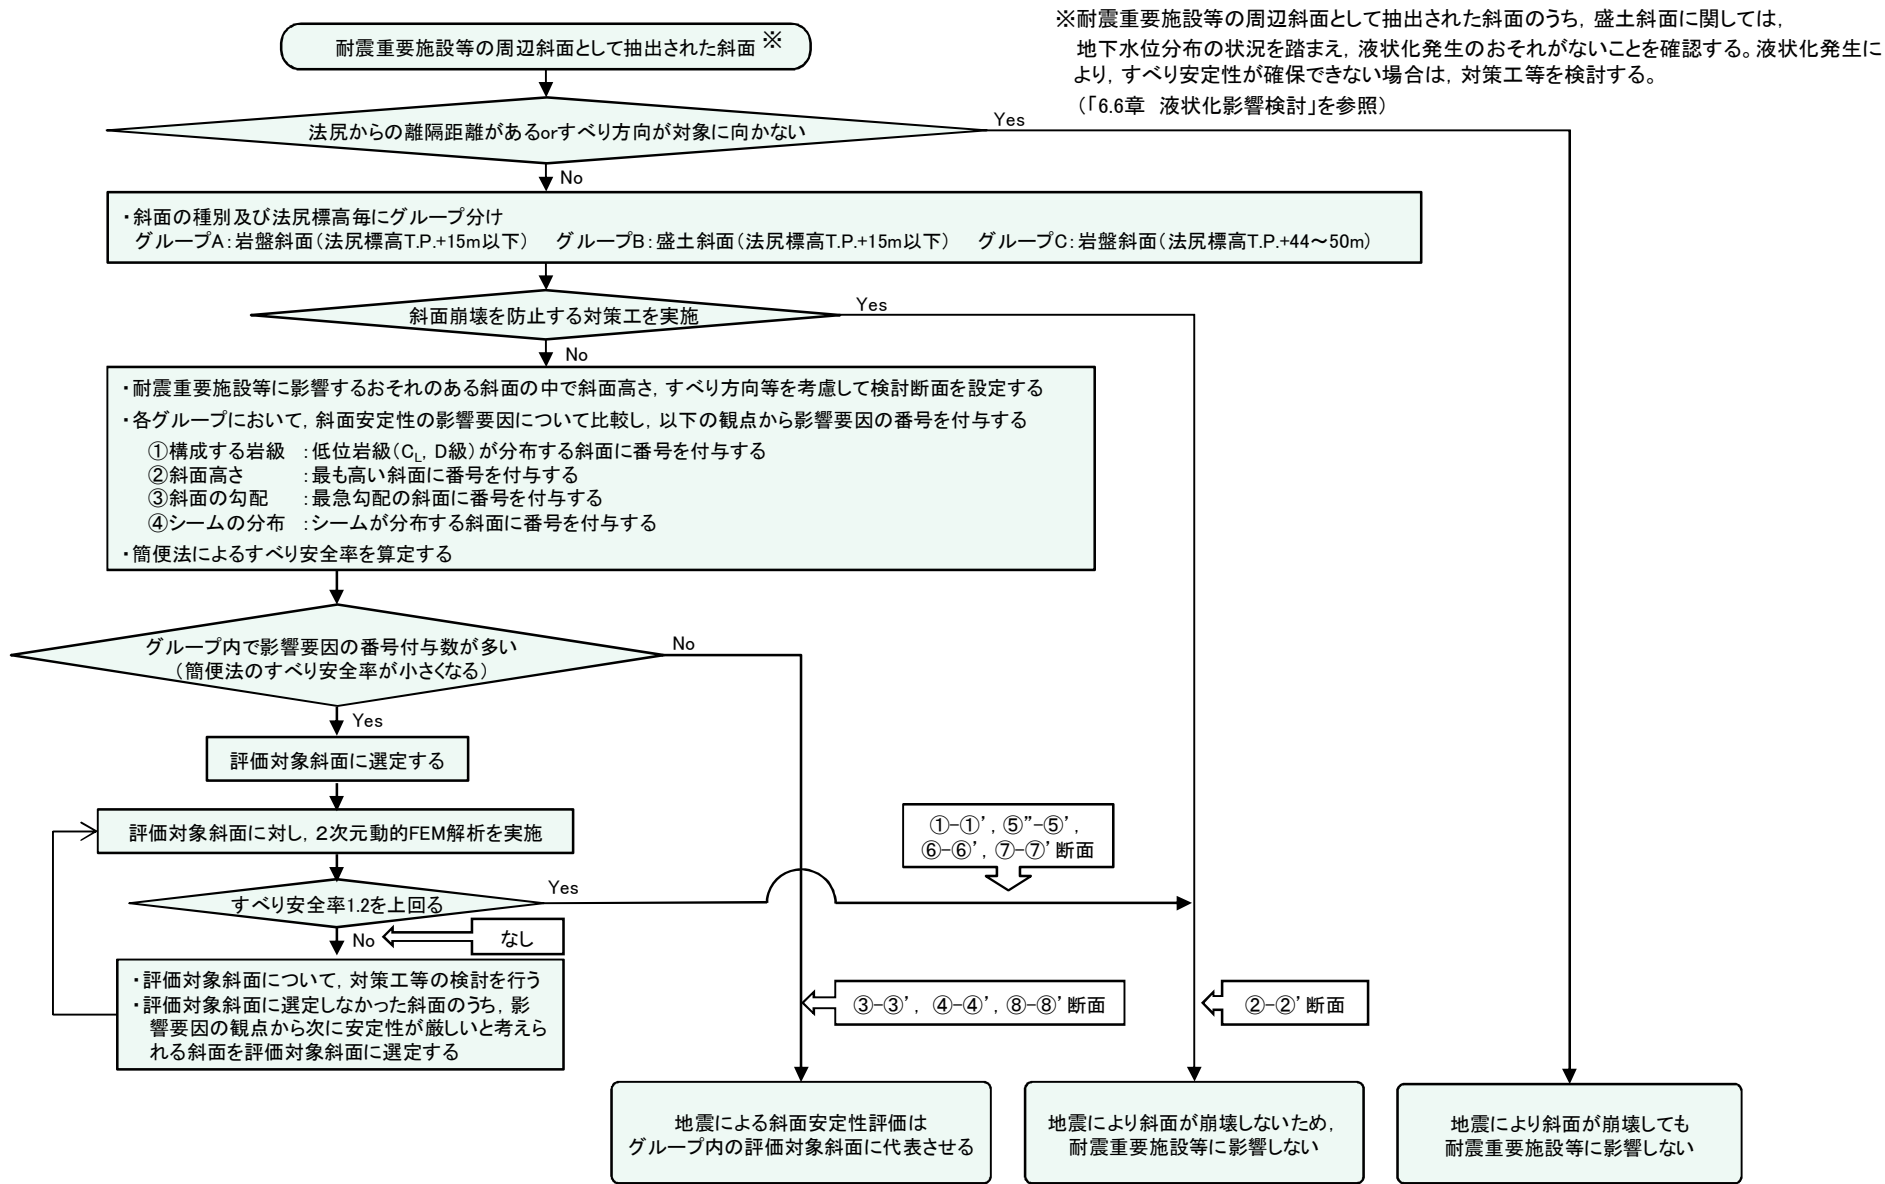 ※耐震重要施設等の周辺斜面として抽出された斜面のうち, 盛土斜面に関しては,
地下水位分布の状況を踏まえ, 液状化発生のおそれがないことを確認する。液状化発生に
より, すべり安定性が確保できない場合は, 対策工等を検討する。
(「6.6章 液状化影響検討」を参照)
耐震重要施設等の周辺斜面として抽出された斜面※
法尻からの離隔距離があるorすべり方向が対象に向かない
Yes
No
・斜面の種別及び法尻標高毎にグループ分け
グループA:岩盤斜面(法尻標高T.P.+15m以下) グループB:盛土斜面(法尻標高T.P.+15m以下) グループC:岩盤斜面(法尻標高T.P.+44～50m)
斜面崩壊を防止する対策工を実施
Yes
No
・耐震重要施設等に影響するおそれのある斜面の中で斜面高さ, すべり方向等を考慮して検討断面を設定する
・各グループにおいて, 斜面安定性の影響要因について比較し, 以下の観点から影響要因の番号を付与する
①構成する岩級 :低位岩級(CL, D級)が分布する斜面に番号を付与する
②斜面高さ :最も高い斜面に番号を付与する
③斜面の勾配 :最急勾配の斜面に番号を付与する
④シームの分布 :シームが分布する斜面に番号を付与する
・簡便法によるすべり安全率を算定する
グループ内で影響要因の番号付与数が多い
(簡便法のすべり安全率が小さくなる)
No
Yes
評価対象斜面に選定する
評価対象斜面に対し, 2次元動的FEM解析を実施
①-①’, ⑤”-⑤’,
⑥-⑥’, ⑦-⑦’断面
すべり安全率1.2を上回る
Yes
No
なし
・評価対象斜面について, 対策工等の検討を行う
・評価対象斜面に選定しなかった斜面のうち, 影
響要因の観点から次に安定性が厳しいと考えら
れる斜面を評価対象斜面に選定する
③-③’, ④-④’, ⑧-⑧’断面
②-②’断面
地震による斜面安定性評価は
グループ内の評価対象斜面に代表させる
地震により斜面が崩壊しないため,
耐震重要施設等に影響しない
地震により斜面が崩壊しても
耐震重要施設等に影響しない